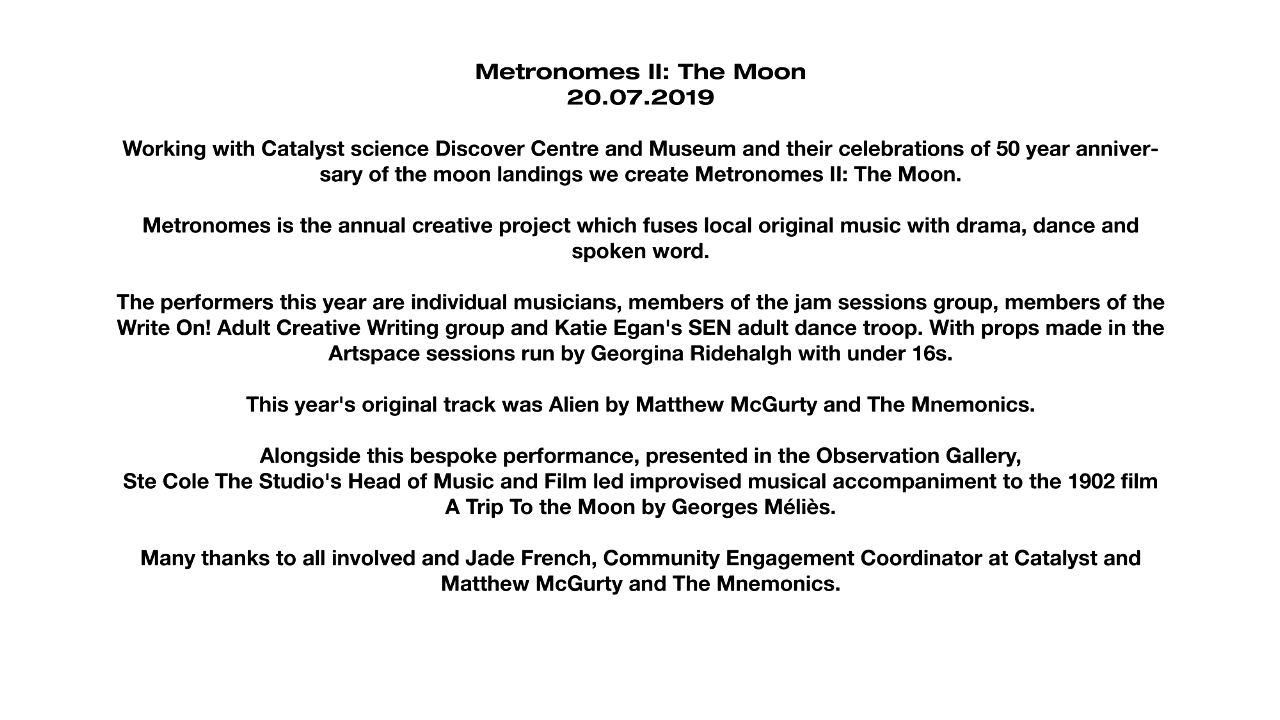 Metronomes II: The Moon
20.07.2019
Working with Catalyst science Discover Centre and Museum and their celebrations of 50 year anniver-
sary of the moon landings we create Metronomes II: The Moon.
Metronomes is the annual creative project which fuses local original music with drama, dance and
spoken word.
The performers this year are individual musicians, members of the jam sessions group, members of the
Write On! Adult Creative Writing group and Katie Egan's SEN adult dance troop. With props made in the
Artspace sessions run by Georgina Ridehalgh with under 16s.
This year's original track was Alien by Matthew McGurty and The Mnemonics.
Alongside this bespoke performance, presented in the Observation Gallery,
Ste Cole The Studio's Head of Music and Film led improvised musical accompaniment to the 1902 film
A Trip To the Moon by Georges Méliès.
Many thanks to all involved and Jade French, Community Engagement Coordinator at Catalyst and
Matthew McGurty and The Mnemonics.